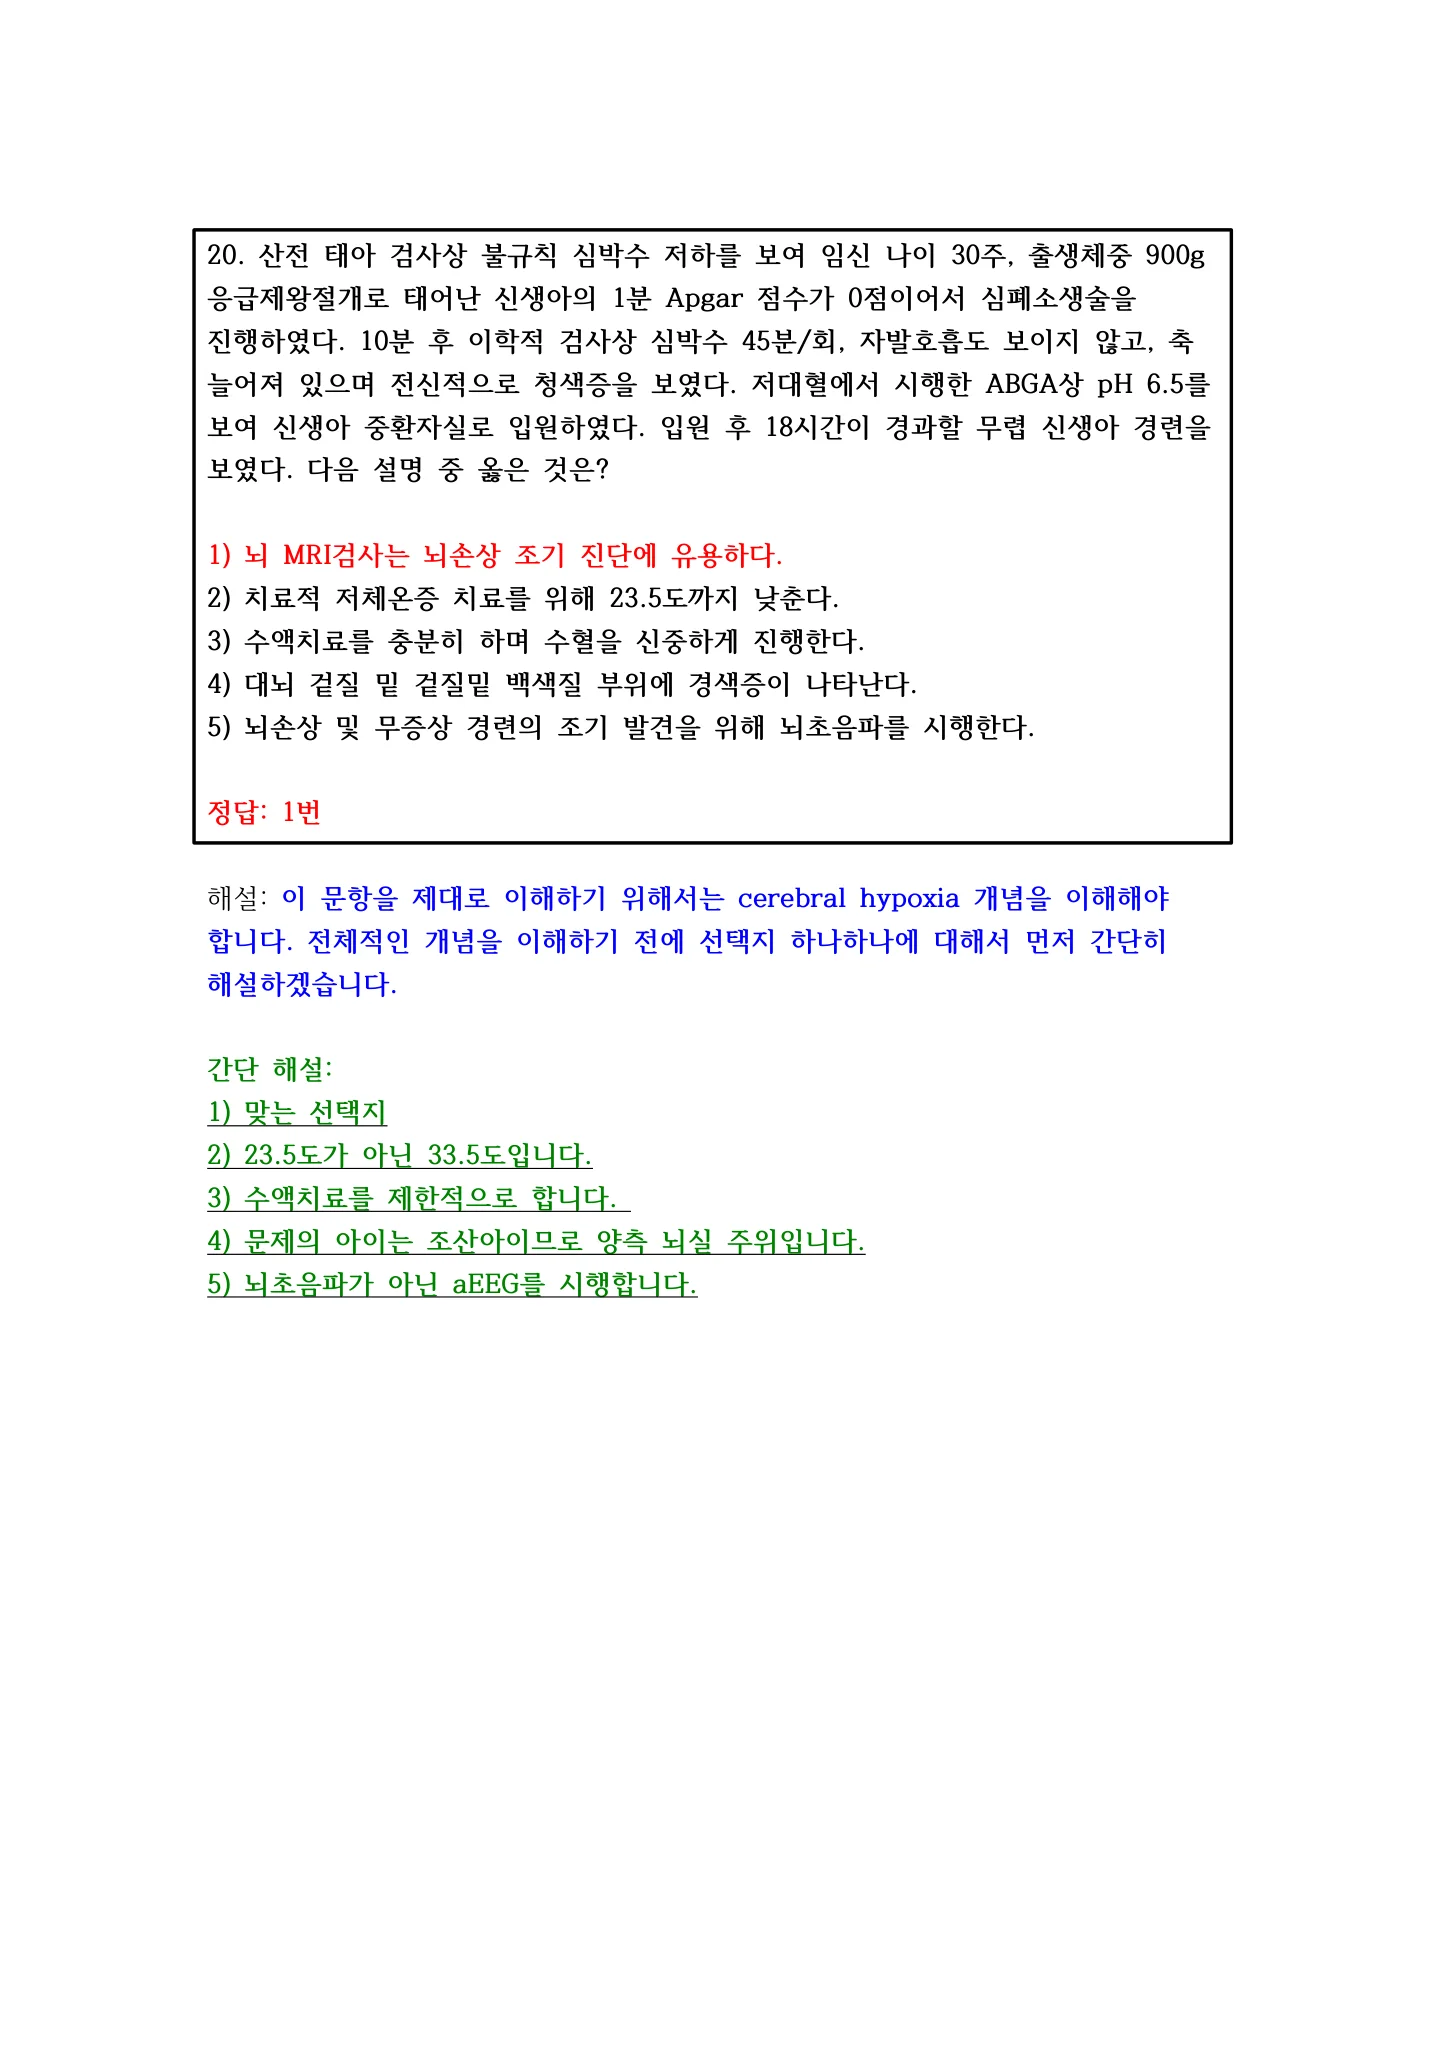 20. 산전 태아 검사상 불규칙 심박수 저하를 보여 임신 나이 30주, 출생체중 900g
응급제왕절개로 태어난 신생아의 1분 Apgar 점수가 0점이어서 심폐소생술을
진행하였다. 10분 후 이학적 검사상 심박수 45분/회, 자발호흡도 보이지 않고, 축
늘어져 있으며 전신적으로 청색증을 보였다. 저대혈에서 시행한 ABGA상 pH 6.5를
보여 신생아 중환자실로 입원하였다. 입원 후 18시간이 경과할 무렵 신생아 경련을
보였다. 다음 설명 중 옳은 것은?
1) 뇌 MRI검사는 뇌손상 조기 진단에 유용하다.
2) 치료적 저체온증 치료를 위해 23.5도까지 낮춘다.
3) 수액치료를 충분히 하며 수혈을 신중하게 진행한다.
4) 대뇌 겉질 밑 겉질밑 백색질 부위에 경색증이 나타난다.
5) 뇌손상 및 무증상 경련의 조기 발견을 위해 뇌초음파를 시행한다.
정답: 1번
해설: 이 문항을 제대로 이해하기 위해서는 cerebral hypoxia 개념을 이해해야
합니다. 전체적인 개념을 이해하기 전에 선택지 하나하나에 대해서 먼저 간단히
해설하겠습니다.
간단 해설:
1) 맞는 선택지
2) 23.5도가 아닌 33.5도입니다.
3) 수액치료를 제한적으로 합니다.
4) 문제의 아이는 조산아이므로 양측 뇌실 주위입니다.
5) 뇌초음파가 아닌 aEEG를 시행합니다.